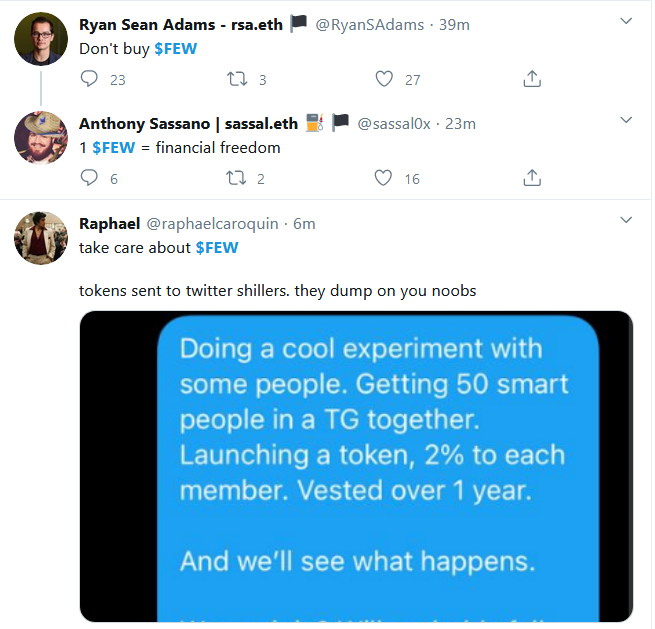 Ryan Sean Adams - rsa.eth 🏴 @RyanSAdams · 39m
Don't buy $FEW
23 3 27
Anthony Sassano | sassal.eth ⛽🏴 @sassal0x · 23m
1 $FEW = financial freedom
6 2 16
Raphael @raphaelcaroquin · 6m
take care about $FEW
tokens sent to twitter shillers. they dump on you noobs
Doing a cool experiment with
some people. Getting 50 smart
people in a TG together.
Launching a token, 2% to each
member. Vested over 1 year.
And we'll see what happens.